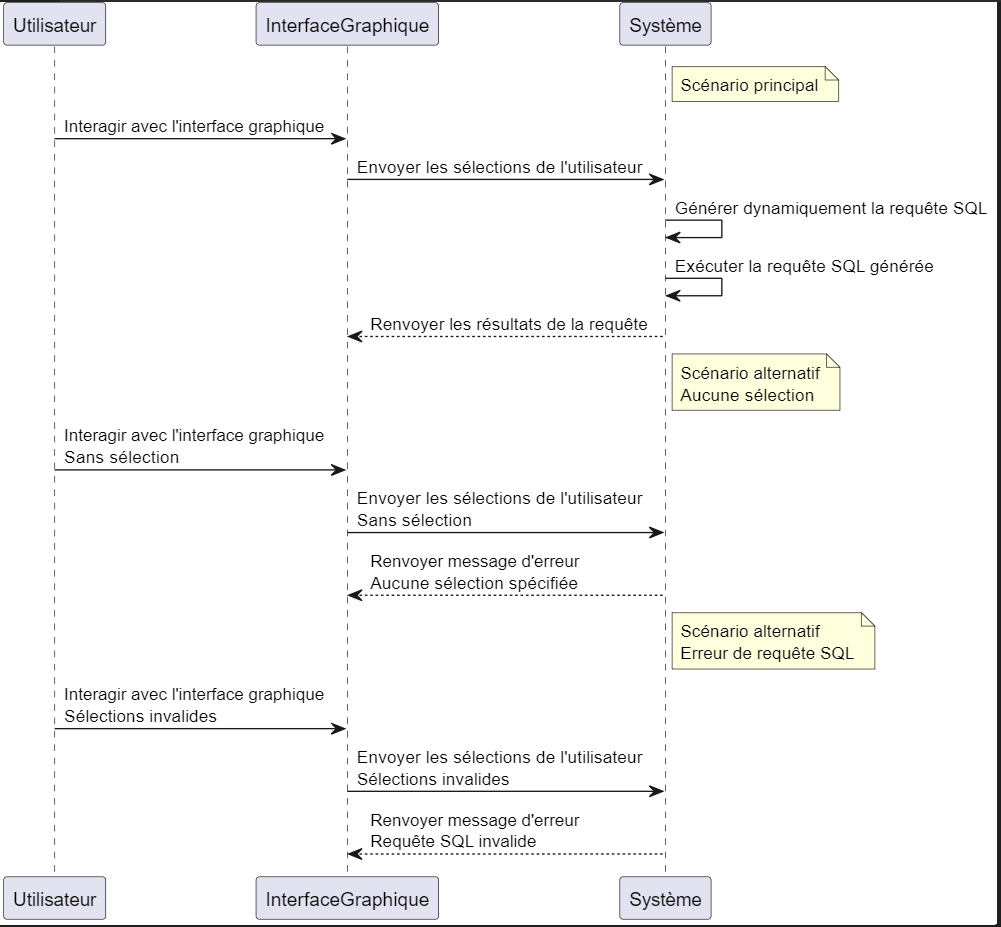 Utilisateur
InterfaceGraphique
Système
Scénario principal
Interagir avec l'interface graphique
Envoyer les sélections de l'utilisateur
Générer dynamiquement la requête SQL
Exécuter la requête SQL générée
Renvoyer les résultats de la requête
Scénario alternatif
Aucune sélection
Interagir avec l'interface graphique
Sans sélection
Envoyer les sélections de l'utilisateur
Sans sélection
Renvoyer message d'erreur
Aucune sélection spécifiée
Scénario alternatif
Erreur de requête SQL
Interagir avec l'interface graphique
Sélections invalides
Envoyer les sélections de l'utilisateur
Sélections invalides
Renvoyer message d'erreur
Requête SQL invalide
Utilisateur
InterfaceGraphique
Système